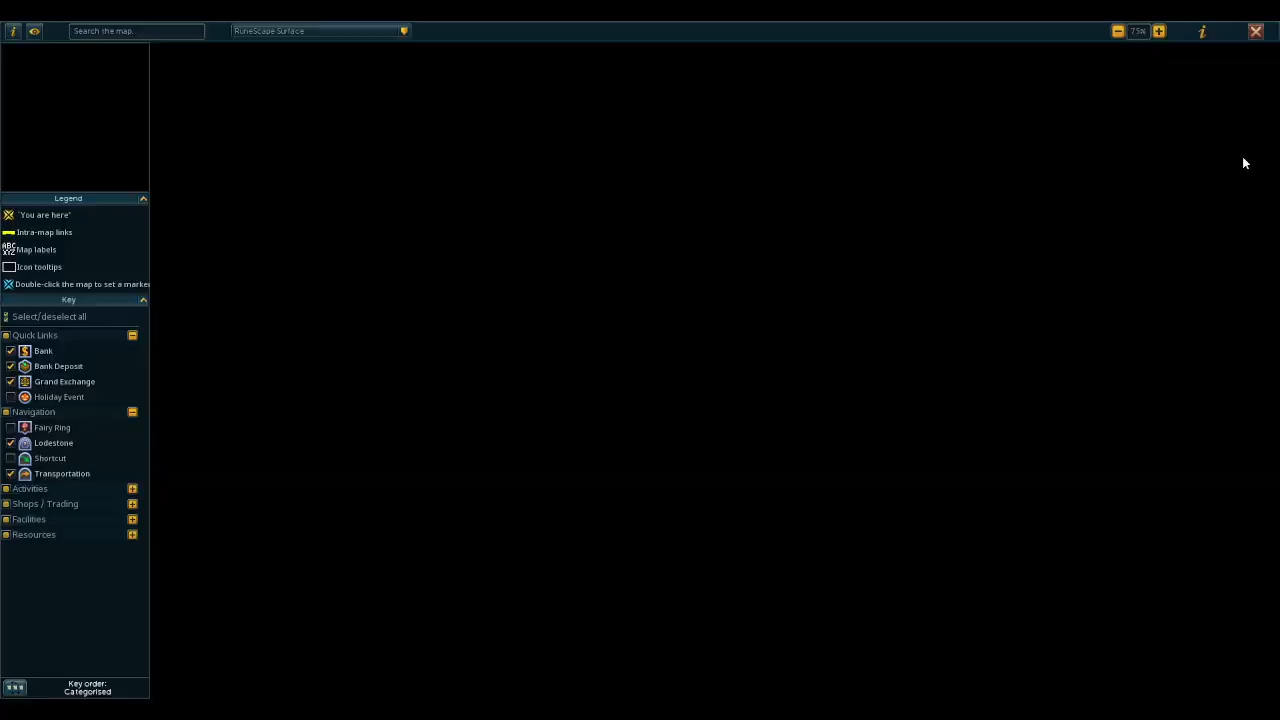 Search the map...
RuneScape Surface
75%
Legend
"You are here"
Intra-map links
ABC
XYZ
Map labels
Icon tooltips
Double-click the map to set a marker
Key
Select/deselect all
Quick Links
Bank
Bank Deposit
Grand Exchange
Holiday Event
Navigation
Fairy Ring
Lodestone
Shortcut
Transportation
Activities
Shops / Trading
Facilities
Resources
Key order:
Categorised